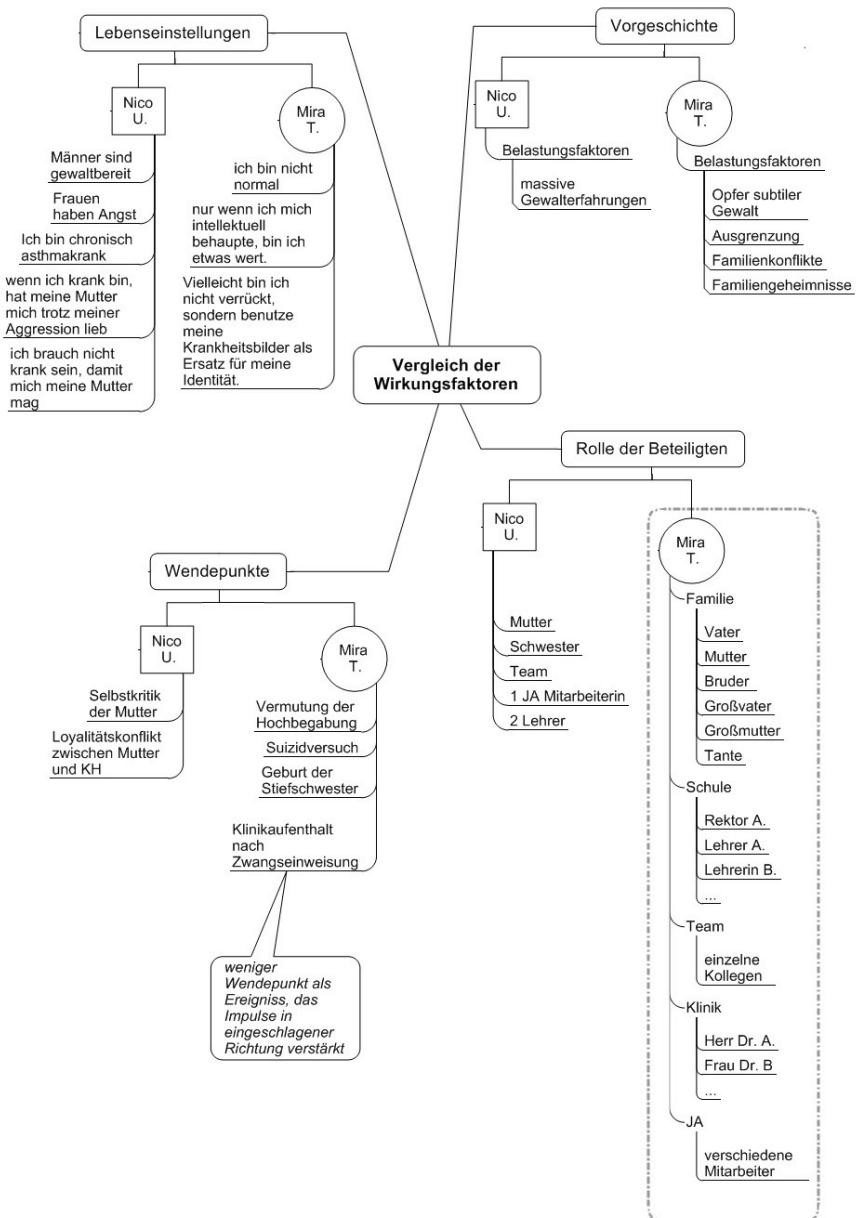 Lebenseinstellungen
Nico
U.
Männer sind
gewaltbereit
Frauen
haben Angst
Ich bin chronisch
asthmakrank
wenn ich krank bin,
hat meine Mutter
mich trotz meiner
Aggression lieb
ich brauch nicht
krank sein, damit
mich meine Mutter
mag
Mira
T.
ich bin nicht
normal
nur wenn ich mich
intellektuell
behaupte, bin ich
etwas wert.
Vielleicht bin ich
nicht verrückt,
sondern benutze
meine
Krankheitsbilder als
Ersatz für meine
Identität.
Vorgeschichte
Nico
U.
Belastungsfaktoren
massive
Gewalterfahrungen
Mira
T.
Belastungsfaktoren
Opfer subtiler
Gewalt
Ausgrenzung
Familienkonflikte
Familiengeheimnisse
Vergleich der
Wirkungsfaktoren
Wendepunkte
Nico
U.
Selbstkritik
der Mutter
Loyalitätskonflikt
zwischen Mutter
und KH
Mira
T.
Vermutung der
Hochbegabung
Suizidversuch
Geburt der
Stiefschwester
Klinikaufenthalt
nach
Zwangseinweisung
weniger
Wendepunkt als
Ereigniss, das
Impulse in
eingeschlagener
Richtung verstärkt
Rolle der Beteiligten
Nico
U.
Mutter
Schwester
Team
1 JA Mitarbeiterin
2 Lehrer
Mira
T.
Familie
Vater
Mutter
Bruder
Großvater
Großmutter
Tante
Schule
Rektor A.
Lehrer A.
Lehrerin B.
...
Team
einzelne
Kollegen
Klinik
Herr Dr. A.
Frau Dr. B
...
JA
verschiedene
Mitarbeiter